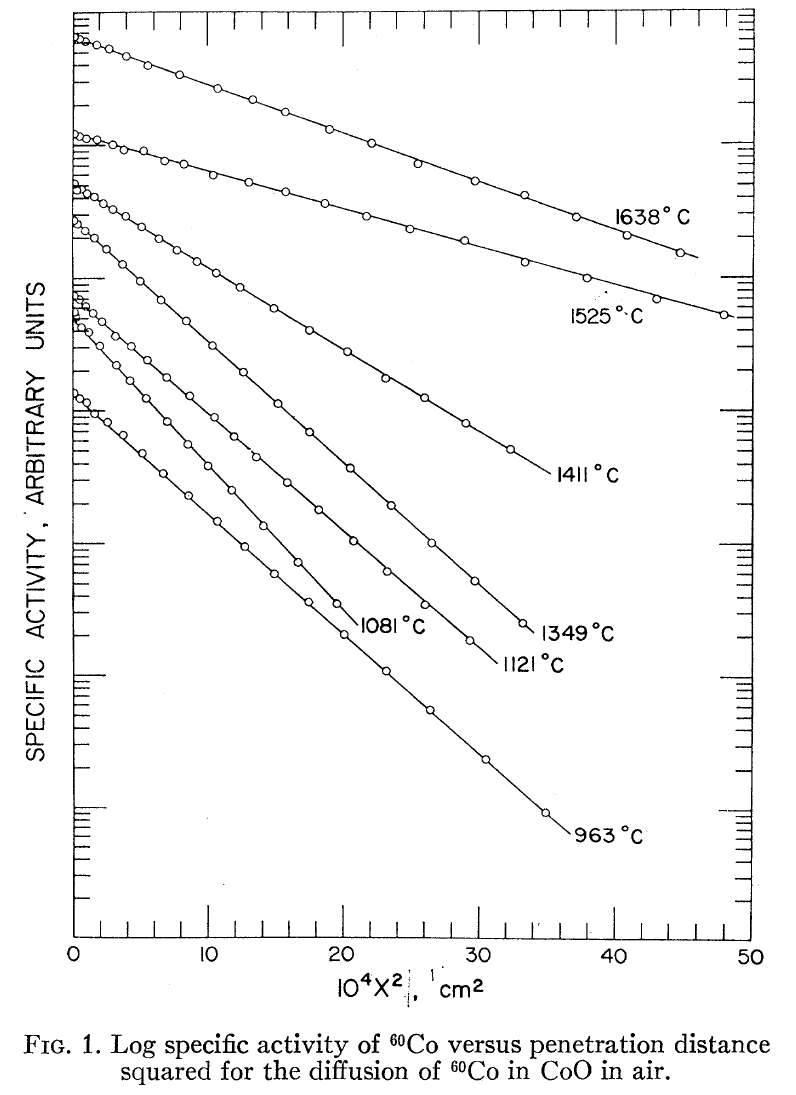 SPECIFIC ACTIVITY, ARBITRARY UNITS
1638°C
1525°C
1411°C
1349°C
1081°C
1121°C
963°C
0 10 20 30 40 50
10⁴X², cm²
FIG. 1. Log specific activity of ⁶⁰Co versus penetration distance
squared for the diffusion of ⁶⁰Co in CoO in air.